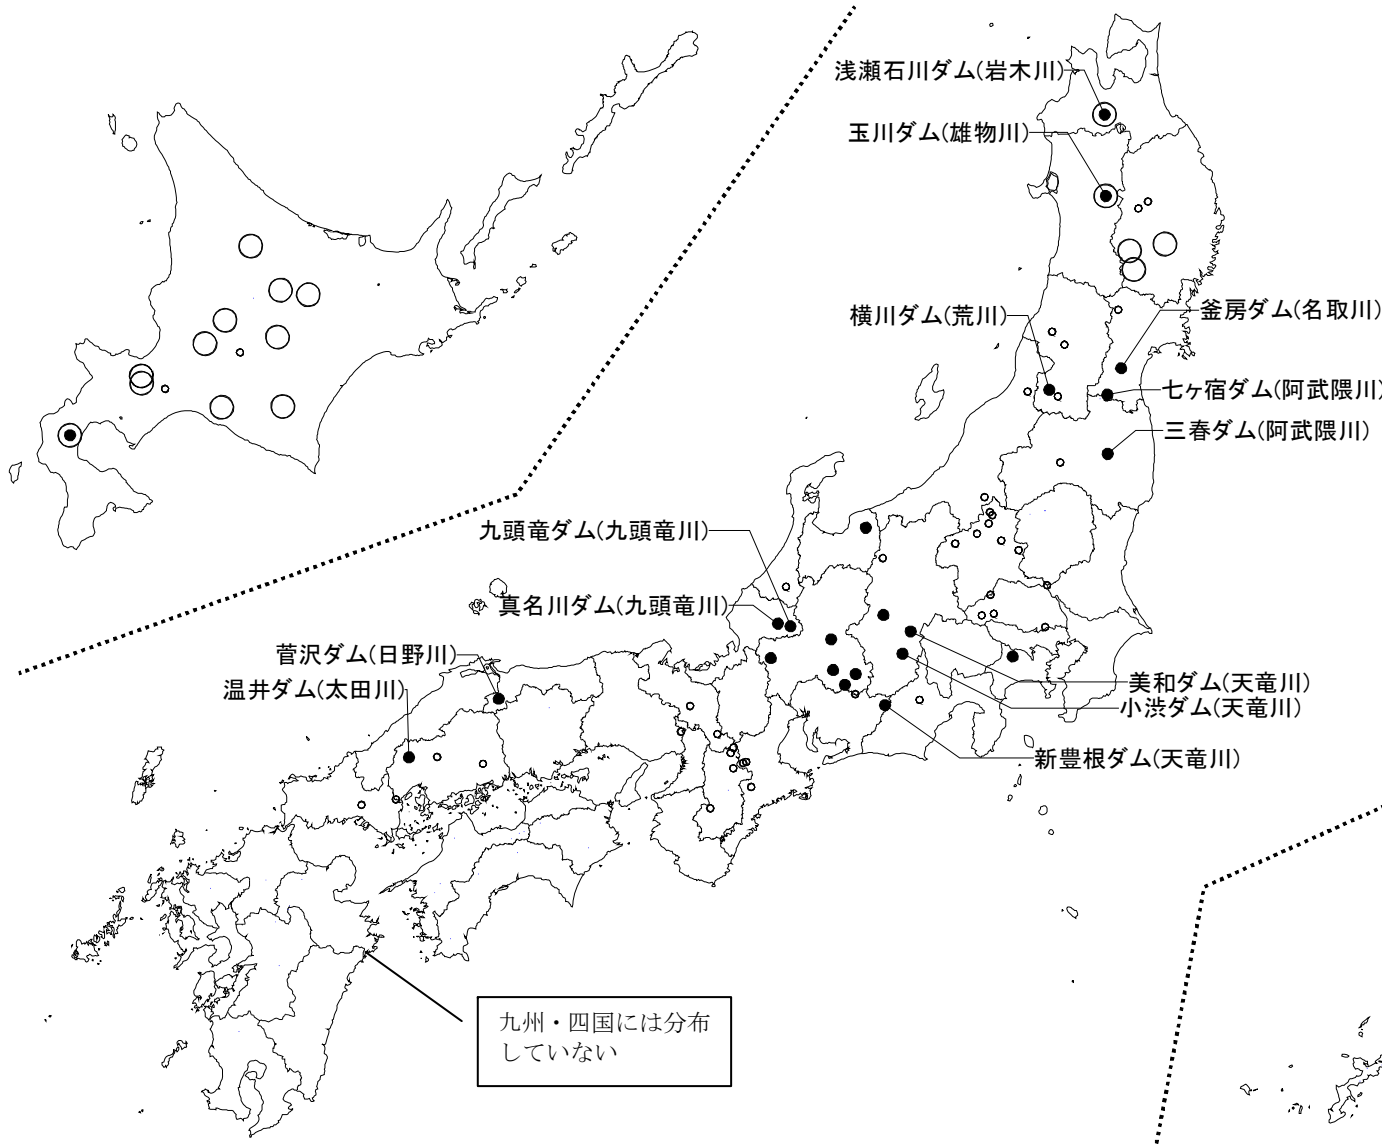 浅瀬石川ダム(岩木川)
玉川ダム(雄物川)
横川ダム(荒川)
釜房ダム(名取川)
七ヶ宿ダム(阿武隈川)
三春ダム(阿武隈川)
九頭竜ダム(九頭竜川)
真名川ダム(九頭竜川)
菅沢ダム(日野川)
温井ダム(太田川)
美和ダム(天竜川)
小渋ダム(天竜川)
新豊根ダム(天竜川)
九州・四国には分布
していない